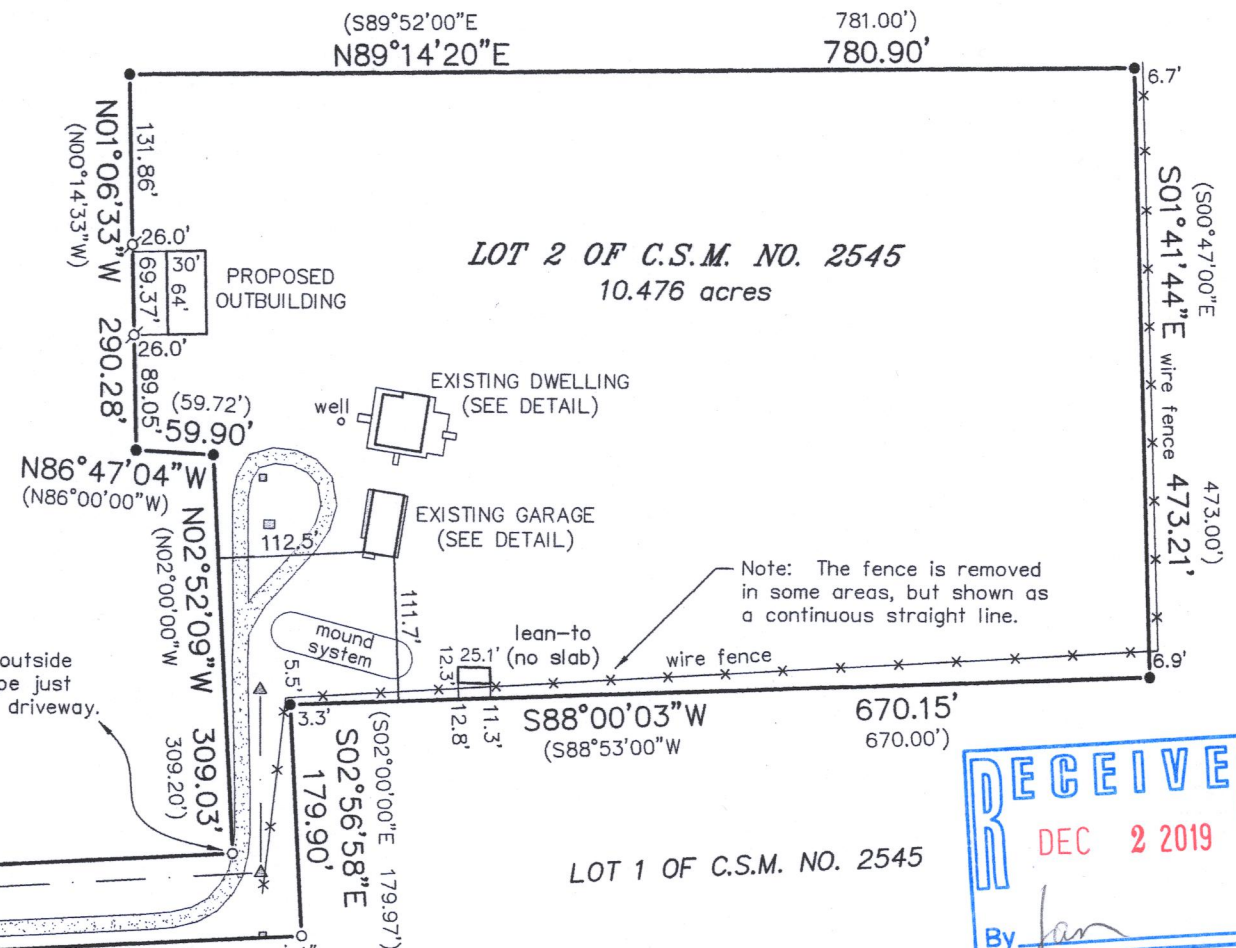 (S89°52'00"E 781.00')
N89°14'20"E 780.90'
6.7'
N01°06'33"W 290.28'
(N00°14'33"W)
131.86'
26.0'
69.37'
30'
64'
PROPOSED
OUTBUILDING
26.0'
89.05'
LOT 2 OF C.S.M. NO. 2545
10.476 acres
(S00°47'00"E 473.00')
S01°41'44"E 473.21'
wire fence
(59.72')
59.90'
N86°47'04"W
(N86°00'00"W)
well
EXISTING DWELLING
(SEE DETAIL)
EXISTING GARAGE
(SEE DETAIL)
112.5'
111.7'
N02°52'09"W 309.03'
(N02°00'00"W 309.20')
mound
system
Note: The fence is removed
in some areas, but shown as
a continuous straight line.
lean-to
(no slab)
wire fence
12.3'
25.1'
12.8'
11.3'
6.9'
5.5'
3.3'
S88°00'03"W 670.15'
(S88°53'00"W 670.00')
outside
be just
driveway.
S02°56'58"E 179.90'
(S02°00'00"E 179.97')
LOT 1 OF C.S.M. NO. 2545
RECEIVE
DEC 2 2019
By Jan